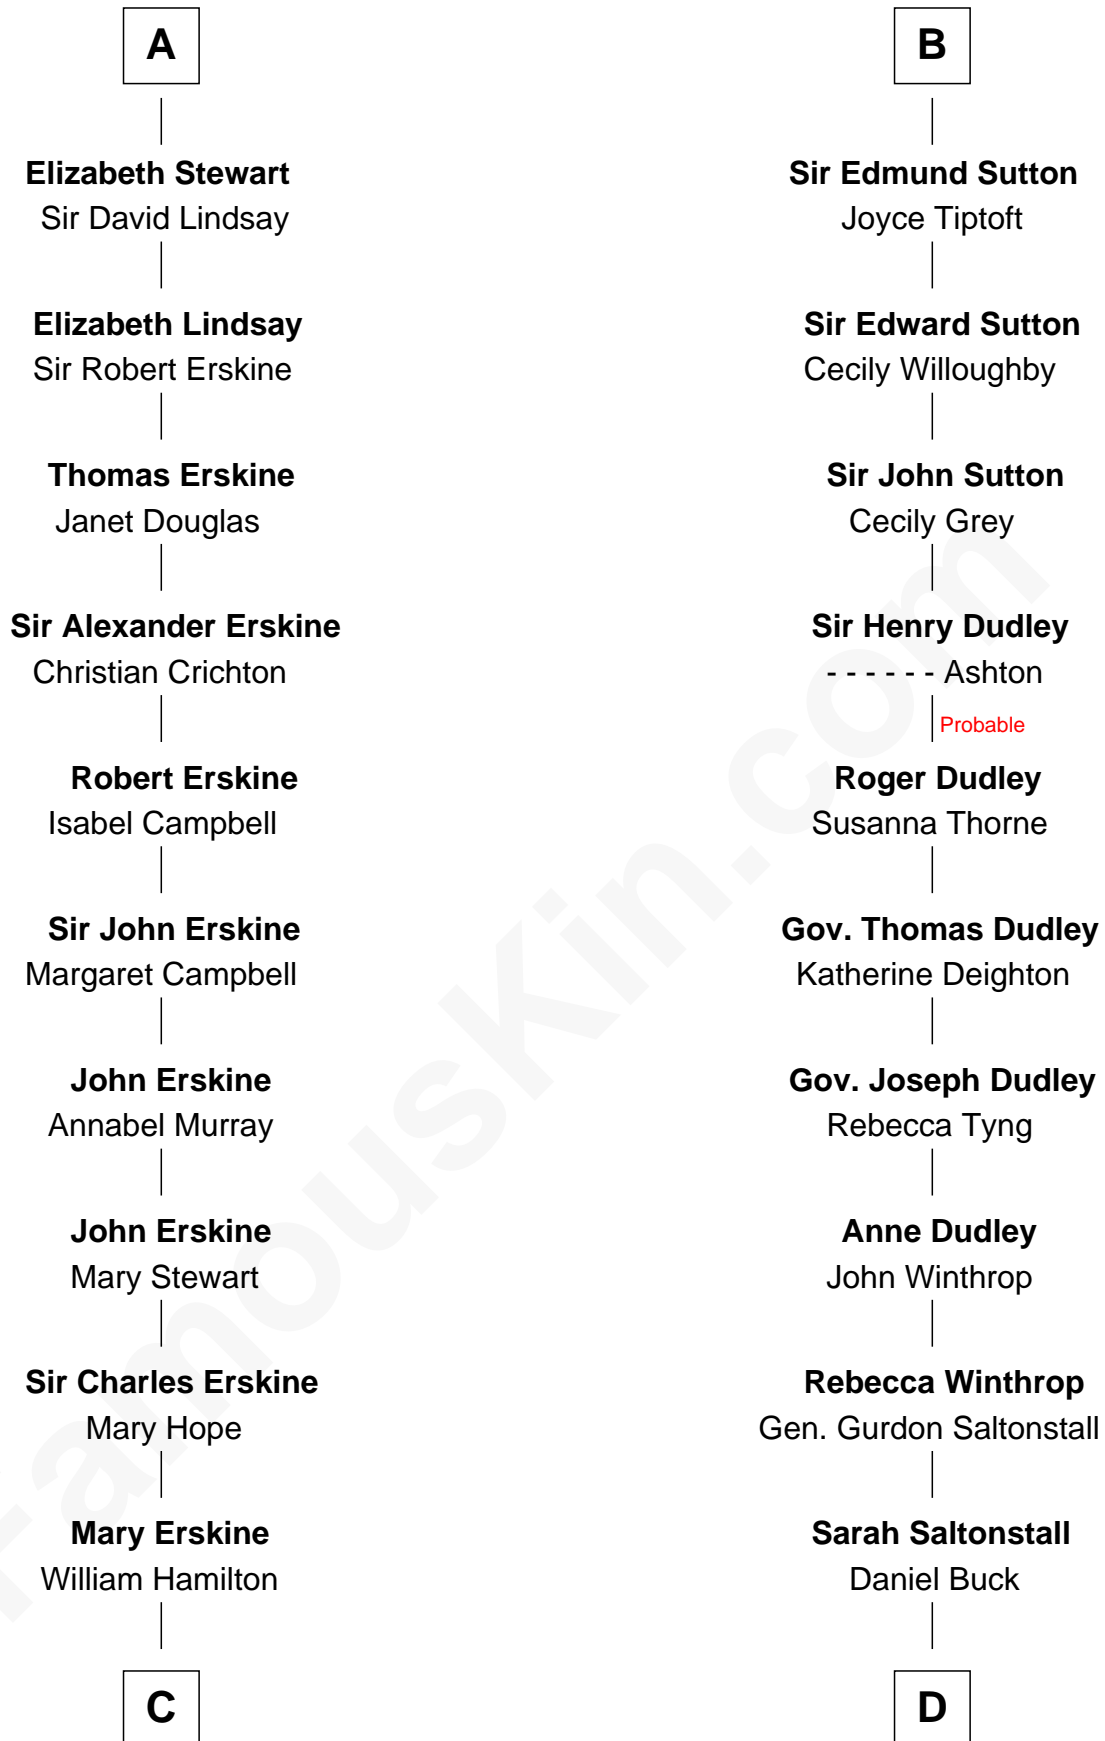 A
Elizabeth Stewart
Sir David Lindsay
Elizabeth Lindsay
Sir Robert Erskine
Thomas Erskine
Janet Douglas
Sir Alexander Erskine
Christian Crichton
Robert Erskine
Isabel Campbell
Sir John Erskine
Margaret Campbell
John Erskine
Annabel Murray
John Erskine
Mary Stewart
Sir Charles Erskine
Mary Hope
Mary Erskine
William Hamilton
C
B
Sir Edmund Sutton
Joyce Tiptoft
Sir Edward Sutton
Cecily Willoughby
Sir John Sutton
Cecily Grey
Sir Henry Dudley
- - - - - - Ashton
Probable
Roger Dudley
Susanna Thorne
Gov. Thomas Dudley
Katherine Deighton
Gov. Joseph Dudley
Rebecca Tyng
Anne Dudley
John Winthrop
Rebecca Winthrop
Gen. Gurdon Saltonstall
Sarah Saltonstall
Daniel Buck
D
FamousKin.com